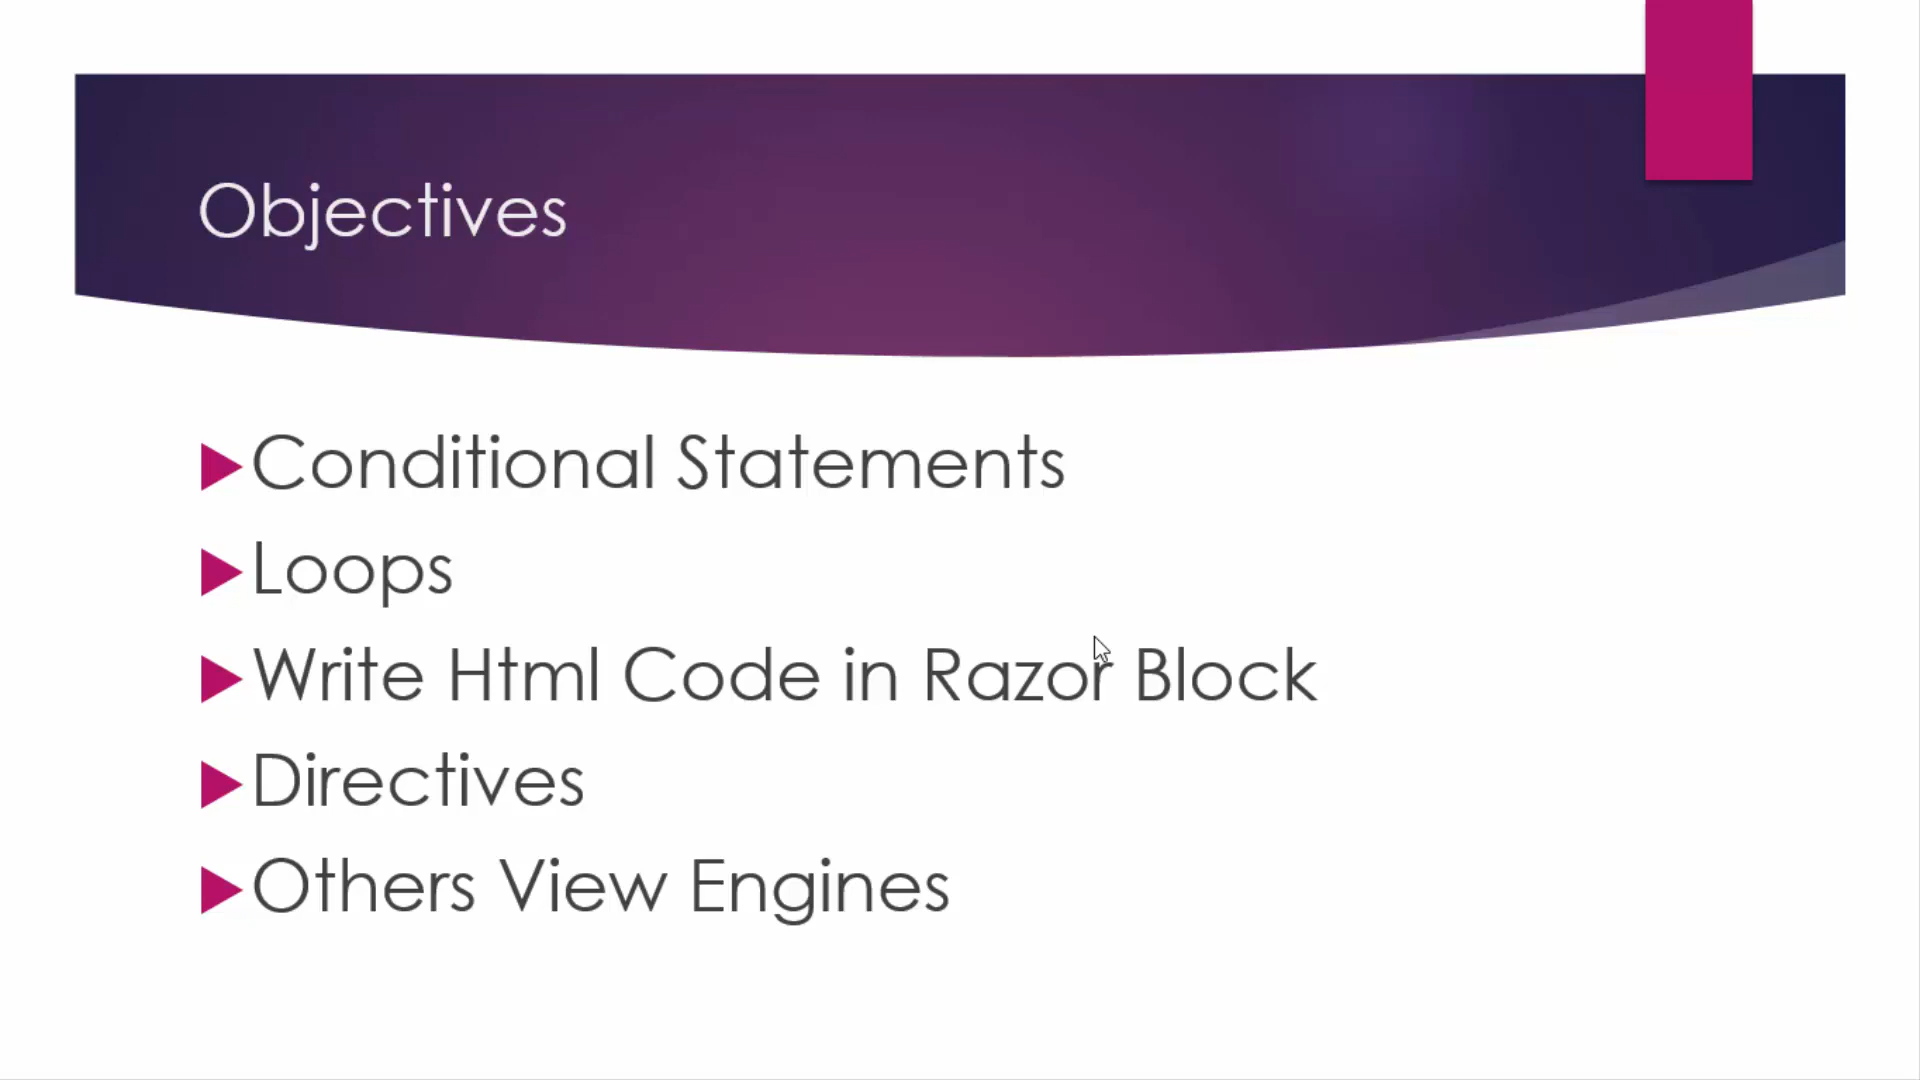 Objectives
Conditional Statements
Loops
Write Html Code in Razor Block
Directives
Others View Engines